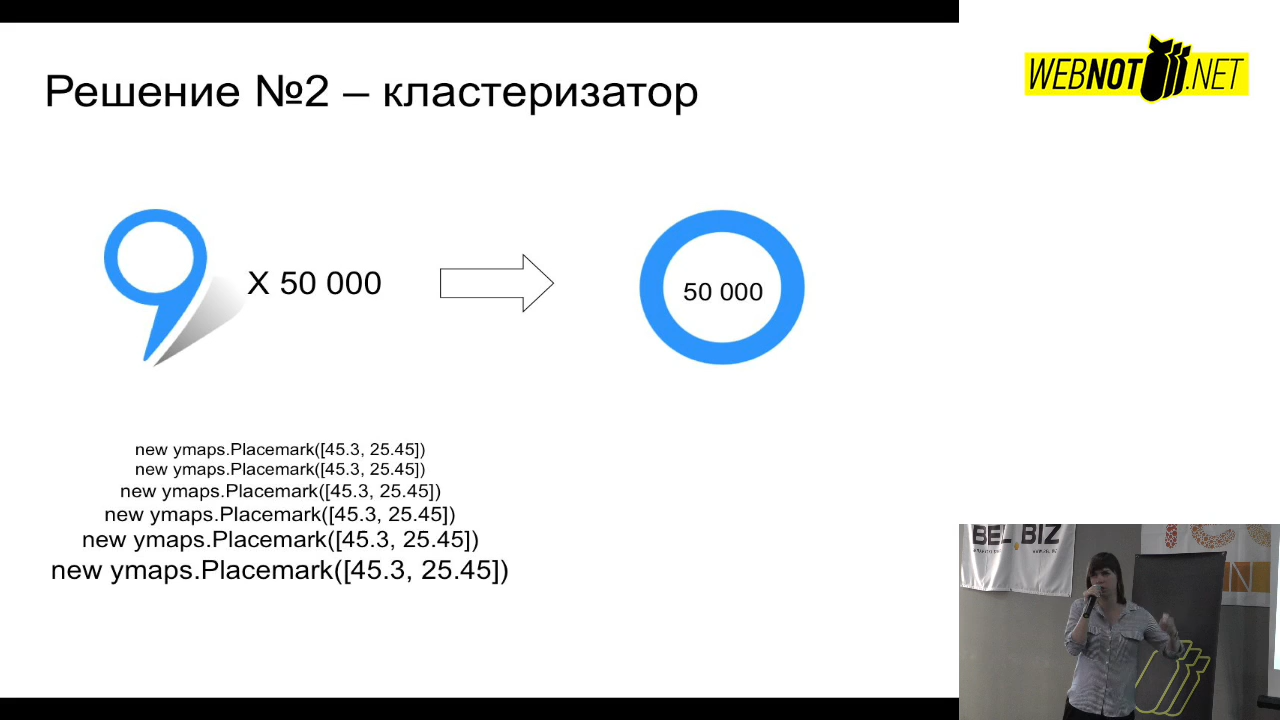 Решение №2 – кластеризатор
WEBNOT.NET
X 50 000
50 000
new ymaps.Placemark([45.3, 25.45])
new ymaps.Placemark([45.3, 25.45])
new ymaps.Placemark([45.3, 25.45])
new ymaps.Placemark([45.3, 25.45])
new ymaps.Placemark([45.3, 25.45])
new ymaps.Placemark([45.3, 25.45])
BEL.BIZ